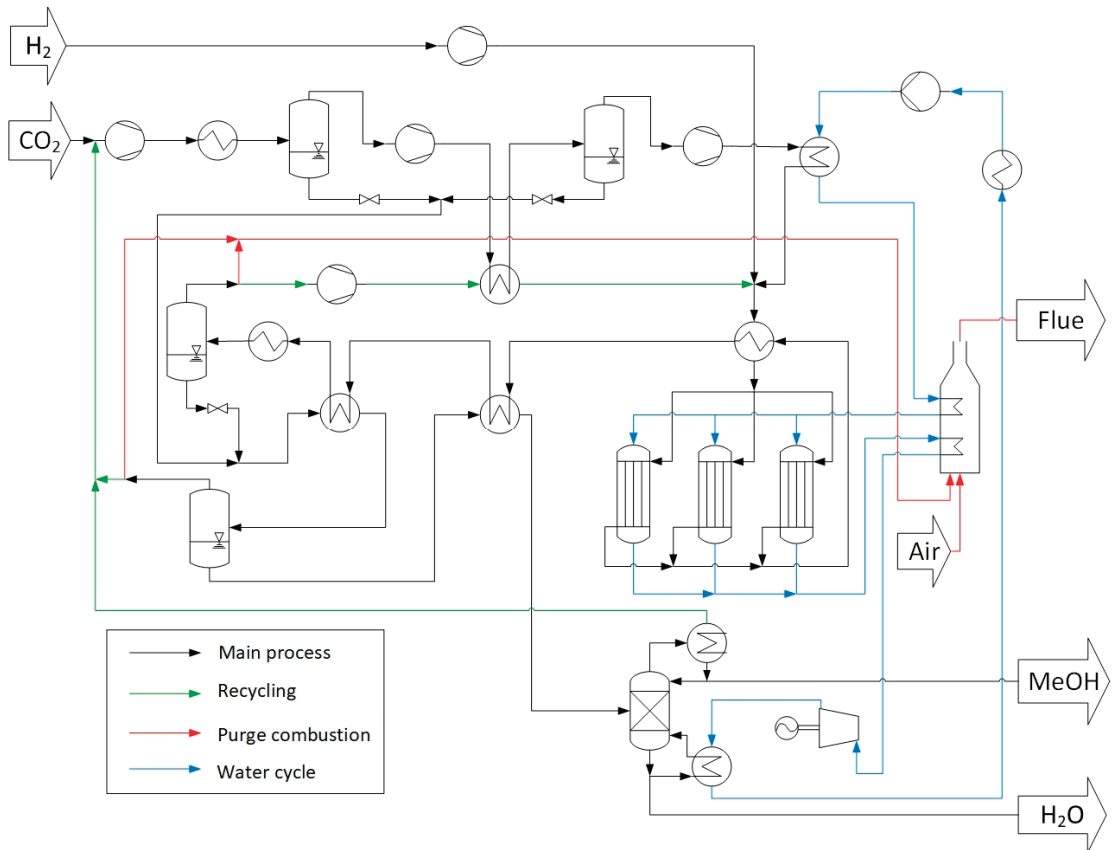 H₂
CO₂
Flue
Air
Main process
Recycling
Purge combustion
Water cycle
MeOH
H₂O